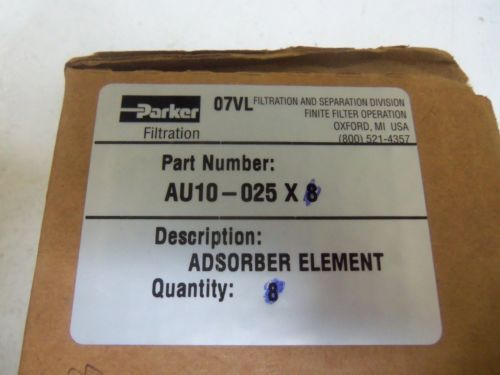 Parker
Filtration
07VL FILTRATION AND SEPARATION DIVISION
FINITE FILTER OPERATION
OXFORD, MI USA
(800) 521-4357
Part Number:
AU10-025 X 8
Description:
ADSORBER ELEMENT
Quantity: 8